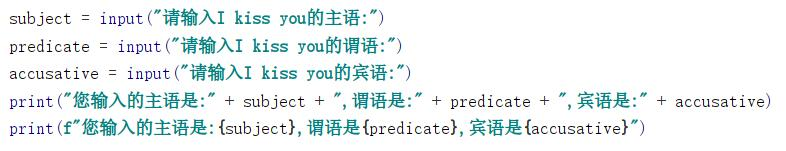 subject = input("请输入I kiss you的主语:")
predicate = input("请输入I kiss you的谓语:")
accusative = input("请输入I kiss you的宾语:")
print("您输入的主语是:" + subject + ",谓语是:" + predicate + ",宾语是:" + accusative)
print(f"您输入的主语是:{subject},谓语是{predicate},宾语是{accusative}")